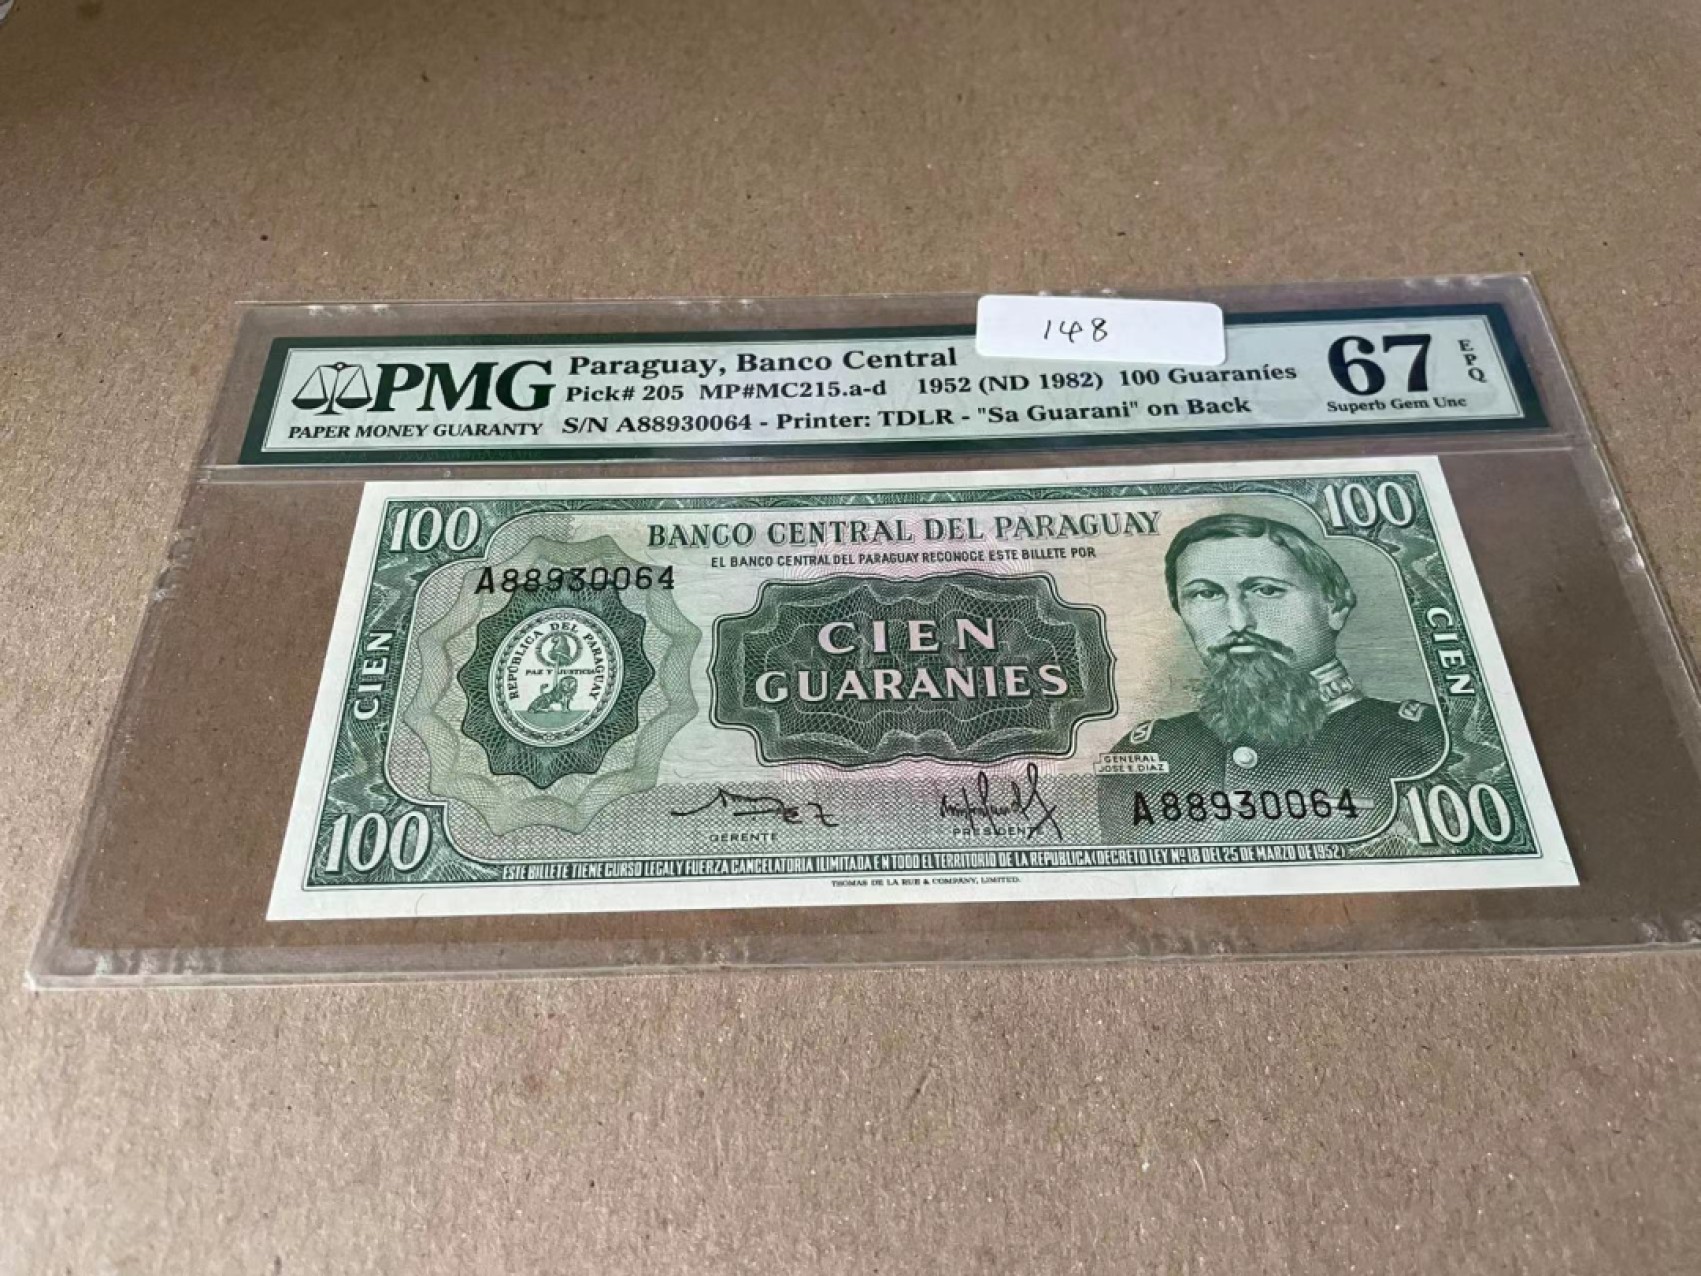 148
PMG
PAPER MONEY GUARANTY
Paraguay, Banco Central
Pick# 205 MP#MC215.a-d 1952 (ND 1982) 100 Guaraníes
S/N A88930064 - Printer: TDLR - "Sa Guarani" on Back
67
EPQ
Superb Gem Unc
100
BANCO CENTRAL DEL PARAGUAY
100
EL BANCO CENTRAL DEL PARAGUAY RECONOCE ESTE BILLETE POR
A88930064
REPÚBLICA DEL PARAGUAY
PAZ Y JUSTICIA
CIEN
GUARANIES
CIEN
CIEN
GENERAL
JOSE E. DIAZ
A88930064
GERENTE
PRESIDENTE
100
100
ESTE BILLETE TIENE CURSO LEGAL Y FUERZA CANCELATORIA ILIMITADA EN TODO EL TERRITORIO DE LA REPUBLICA (DECRETO LEY Nº 18 DEL 25 DE MARZO DE 1952)
THOMAS DE LA RUE & COMPANY, LIMITED.